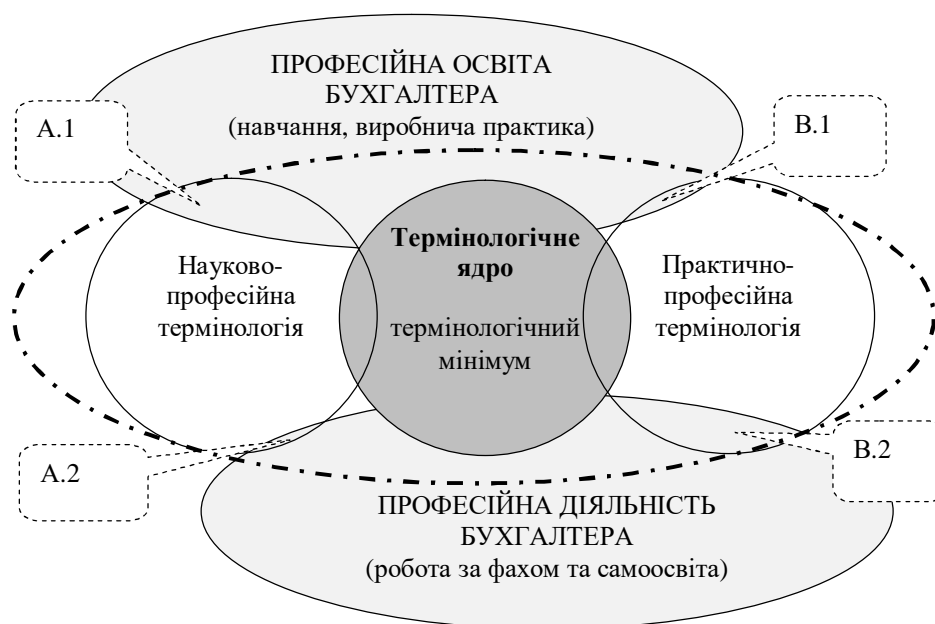 ПРОФЕСІЙНА ОСВІТА
БУХГАЛТЕРА
(навчання, виробнича практика)
А.1
В.1
Термінологічне
ядро
термінологічний
мінімум
Науково-
професійна
термінологія
Практично-
професійна
термінологія
А.2
В.2
ПРОФЕСІЙНА ДІЯЛЬНІСТЬ
БУХГАЛТЕРА
(робота за фахом та самоосвіта)